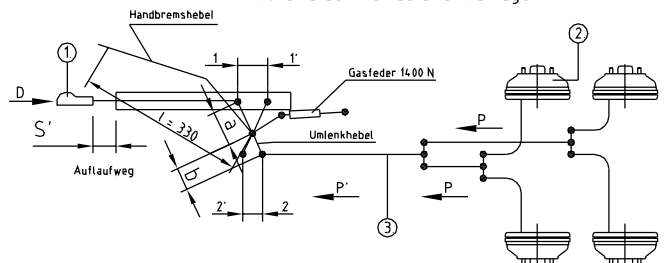 Handbremshebel
1
1
1'
2
Gasfeder 1400 N
D
S'
l = 330
a
P
Umlenkhebel
b
Auflaufweg
P'
P
2'
2
3